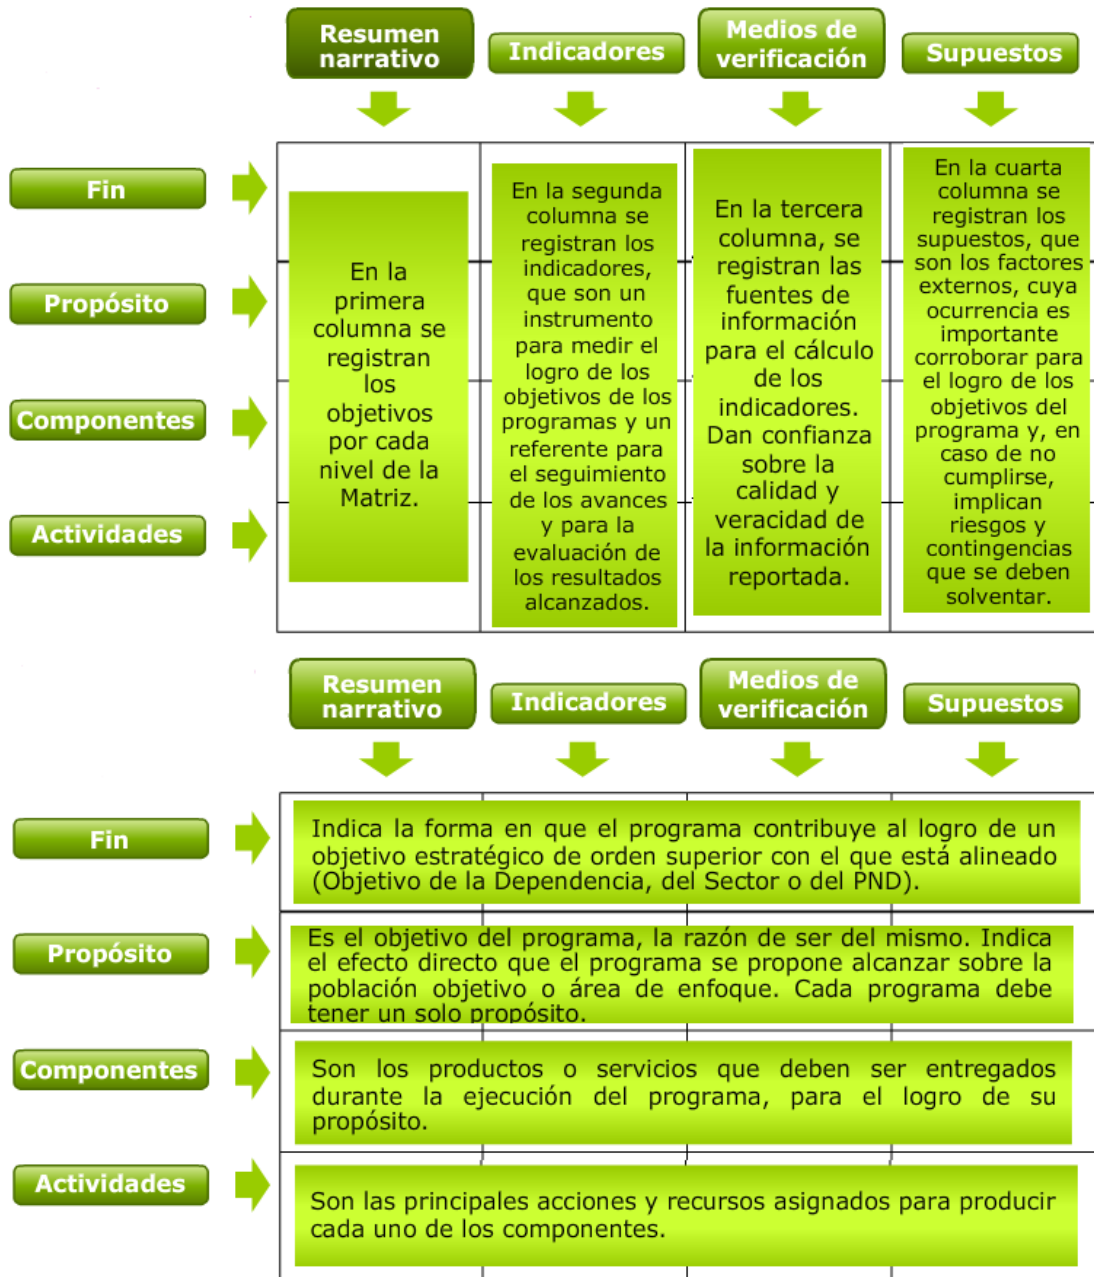 Resumen
narrativo
Indicadores
Medios de
verificación
Supuestos
Fin
Propósito
Componentes
Actividades
En la
primera
columna se
registran
los
objetivos
por cada
nivel de la
Matriz.
En la segunda
columna se
registran los
indicadores,
que son un
instrumento
para medir el
logro de los
objetivos de los
programas y un
referente para
el seguimiento
de los avances
y para la
evaluación de
los resultados
alcanzados.
En la tercera
columna, se
registran las
fuentes de
información
para el cálculo
de los
indicadores.
Dan confianza
sobre la
calidad y
veracidad de
la información
reportada.
En la cuarta
columna se
registran los
supuestos, que
son los factores
externos, cuya
ocurrencia es
importante
corroborar para
el logro de los
objetivos del
programa y, en
caso de no
cumplirse,
implican
riesgos y
contingencias
que se deben
solventar.
Resumen
narrativo
Indicadores
Medios de
verificación
Supuestos
Fin
Indica la forma en que el programa contribuye al logro de un
objetivo estratégico de orden superior con el que está alineado
(Objetivo de la Dependencia, del Sector o del PND).
Propósito
Es el objetivo del programa, la razón de ser del mismo. Indica
el efecto directo que el programa se propone alcanzar sobre la
población objetivo o área de enfoque. Cada programa debe
tener un solo propósito.
Componentes
Son los productos o servicios que deben ser entregados
durante la ejecución del programa, para el logro de su
propósito.
Actividades
Son las principales acciones y recursos asignados para producir
cada uno de los componentes.